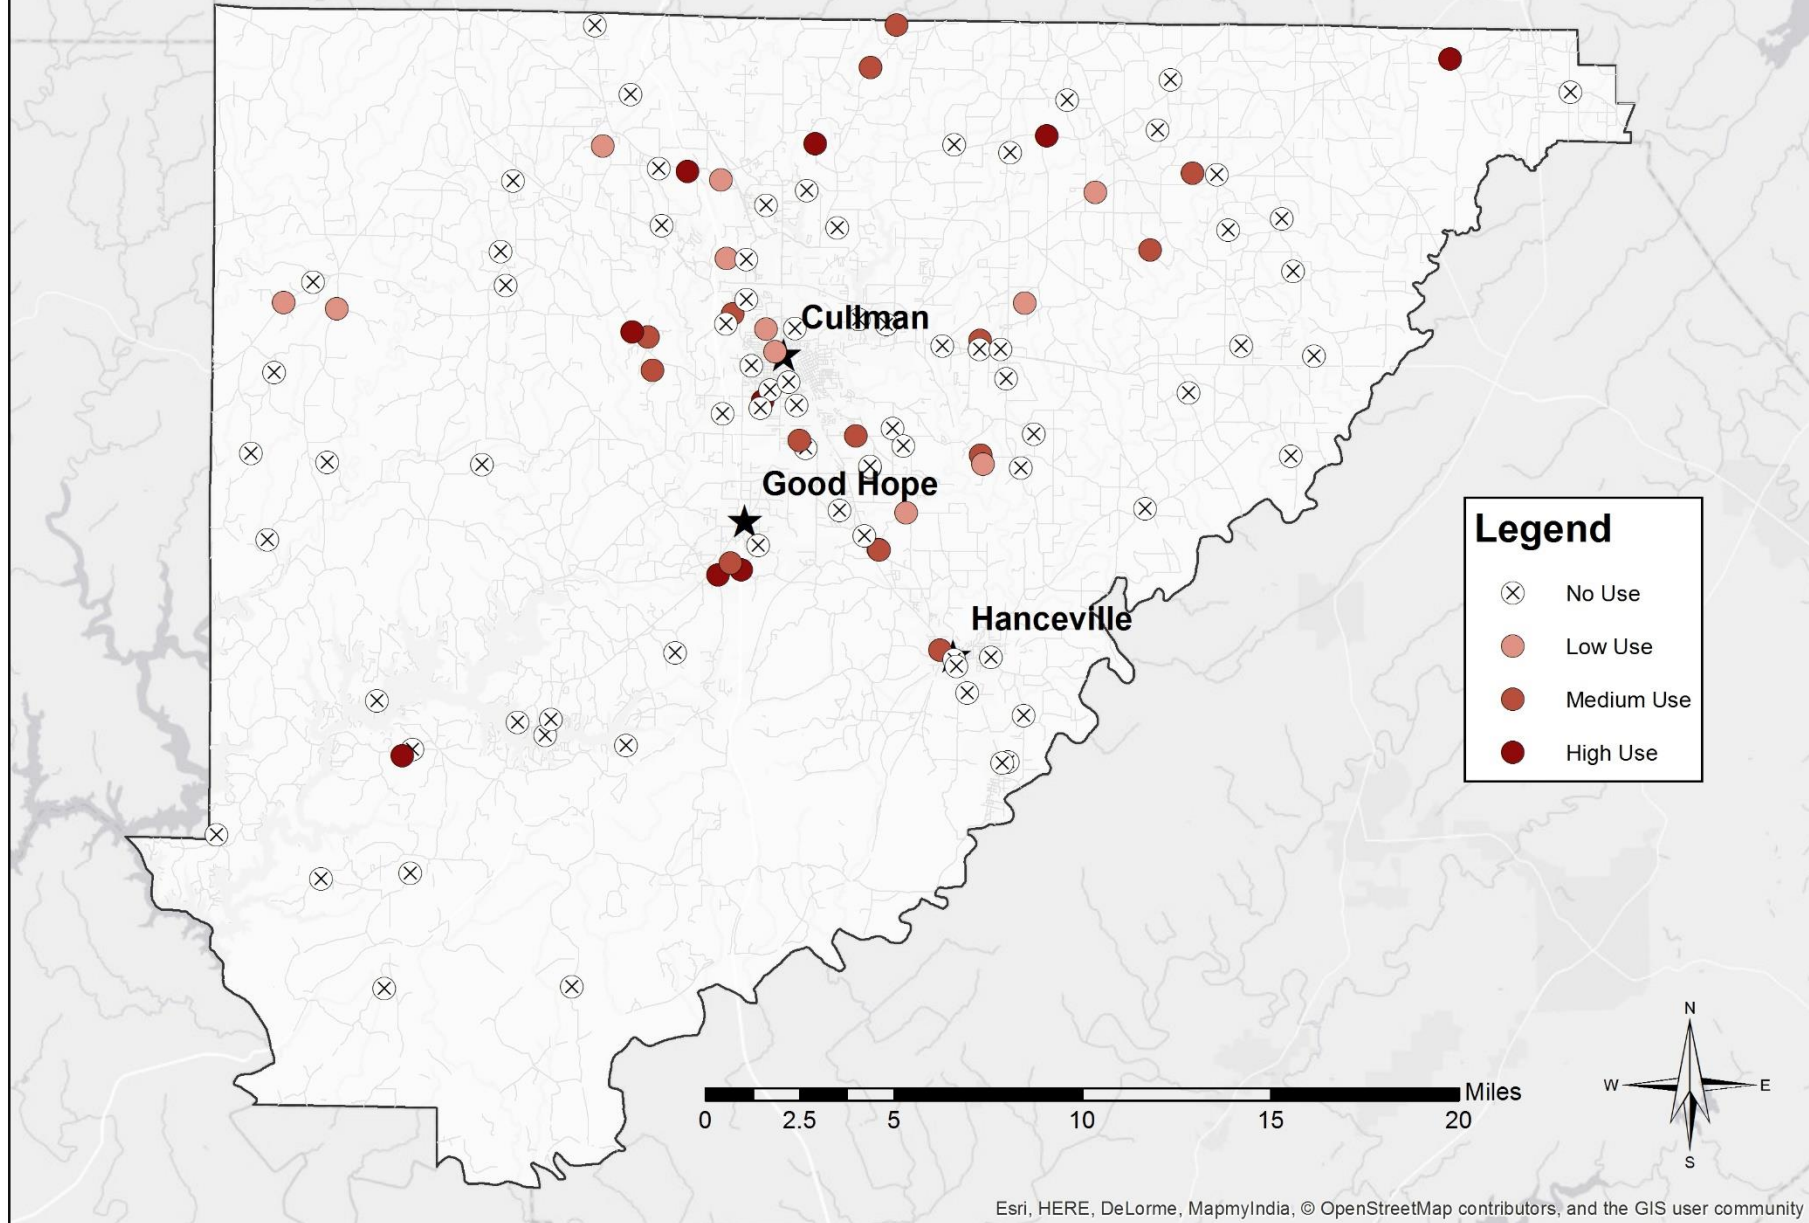 Cullman
Good Hope
Hanceville
Legend
No Use
Low Use
Medium Use
High Use
N
W E
S
Miles
0 2.5 5 10 15 20
Esri, HERE, DeLorme, MapmyIndia, © OpenStreetMap contributors, and the GIS user community